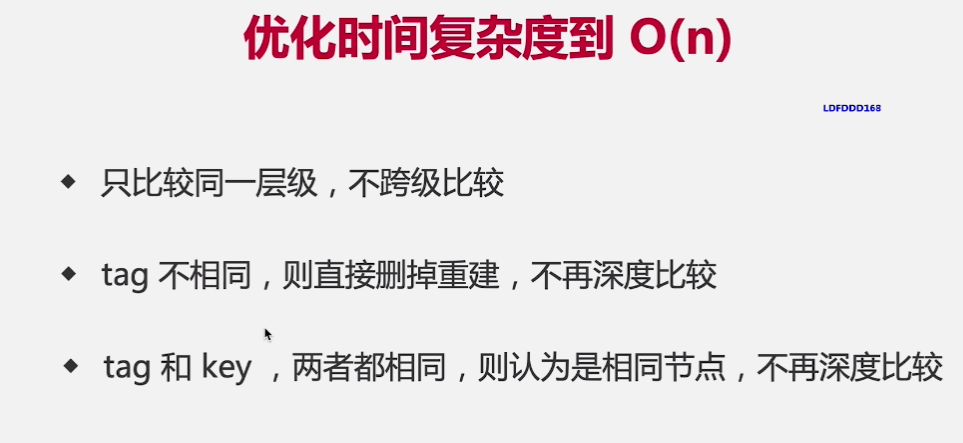 优化时间复杂度到 O(n)
LDFDDD168
◆ 只比较同一层级，不跨级比较
◆ tag 不相同，则直接删掉重建，不再深度比较
◆ tag 和 key ，两者都相同，则认为是相同节点，不再深度比较